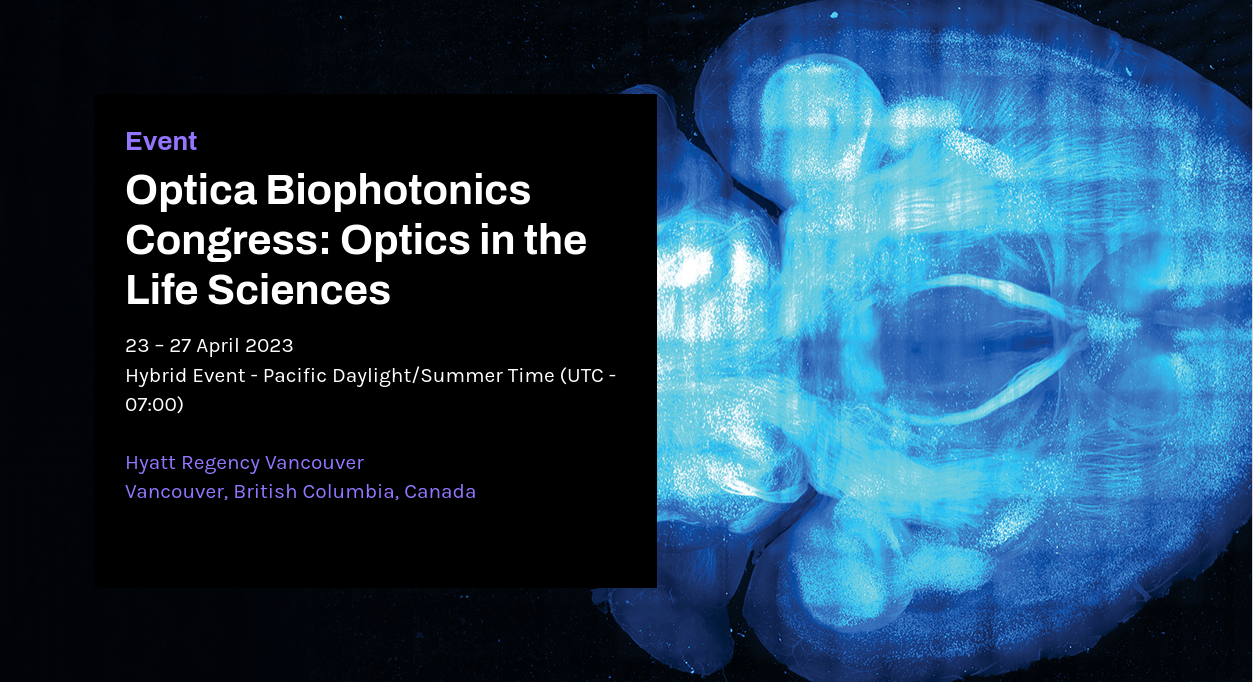 Event
Optica Biophotonics
Congress: Optics in the
Life Sciences
23 – 27 April 2023
Hybrid Event - Pacific Daylight/Summer Time (UTC -
07:00)
Hyatt Regency Vancouver
Vancouver, British Columbia, Canada